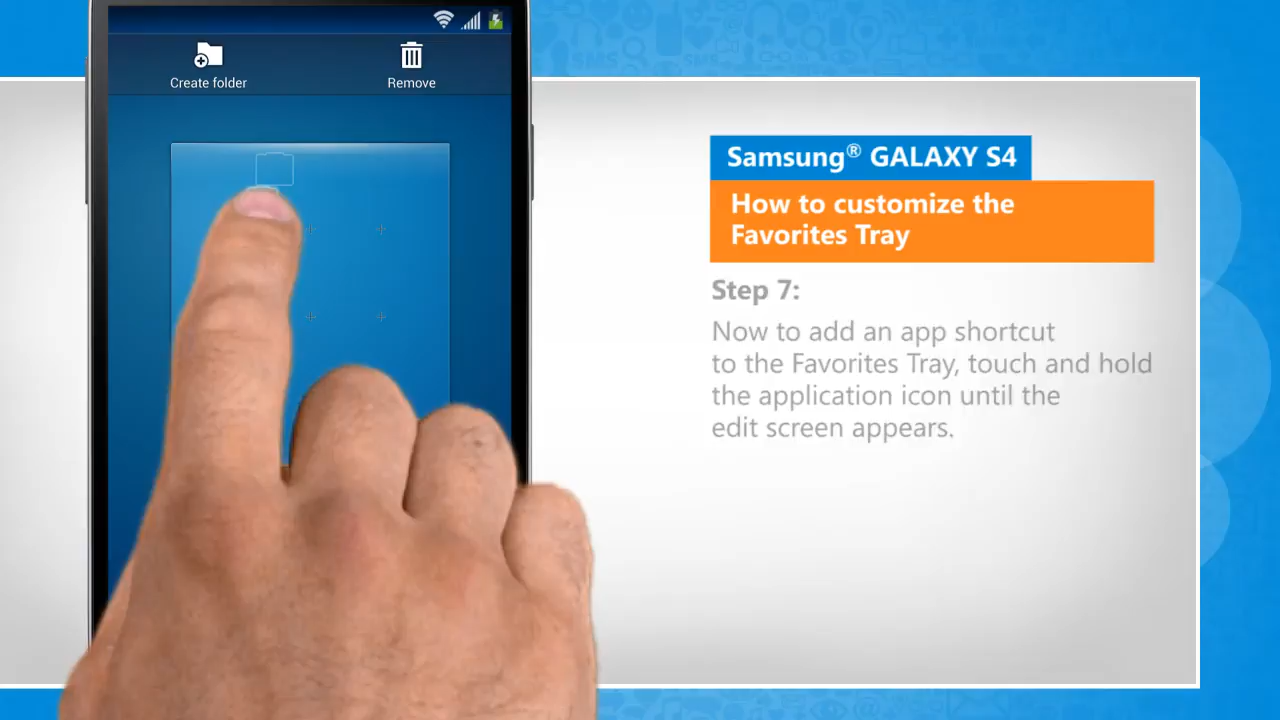 Create folder
Remove
Samsung® GALAXY S4
How to customize the
Favorites Tray
Step 7:
Now to add an app shortcut
to the Favorites Tray, touch and hold
the application icon until the
edit screen appears.